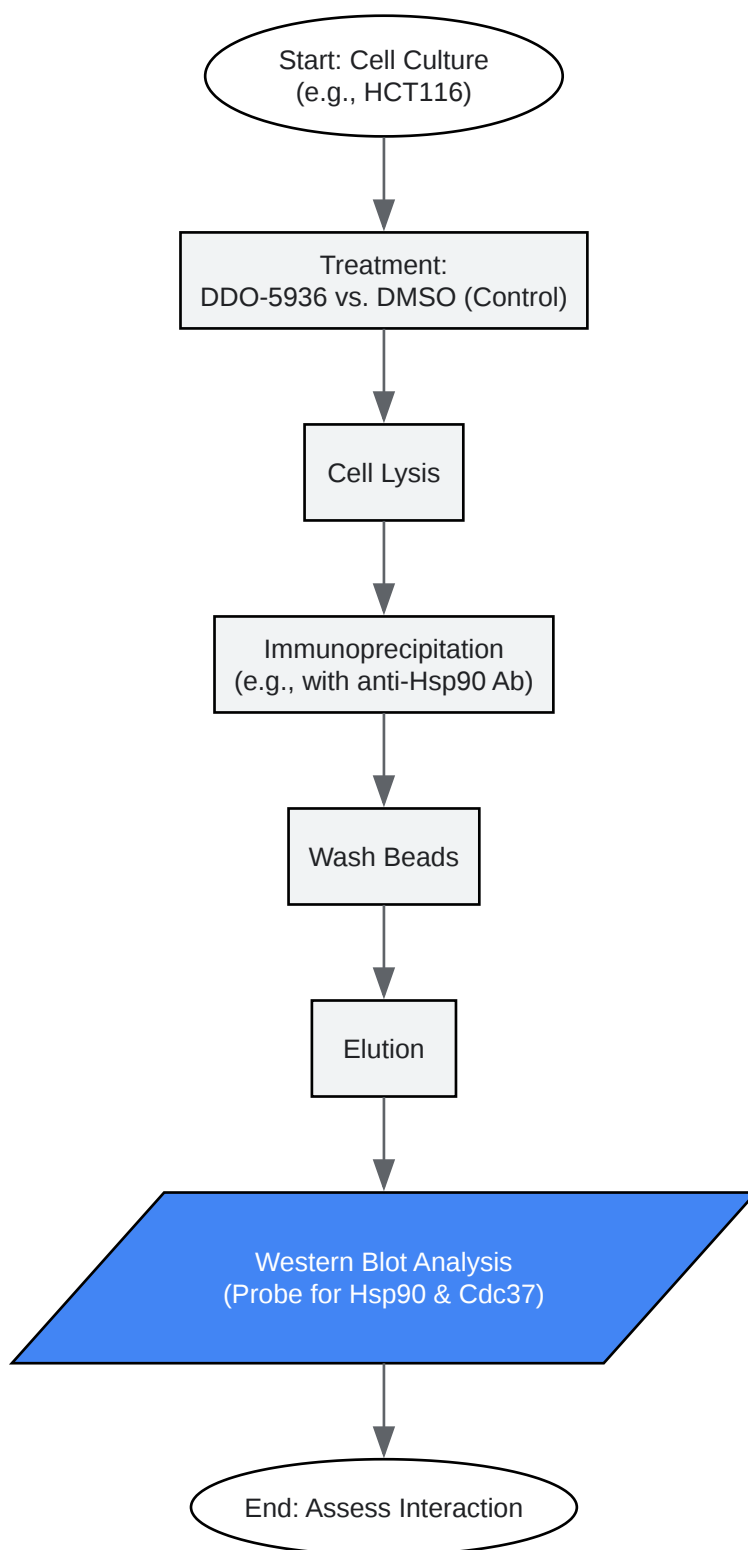 Start: Cell Culture
(e.g., HCT116)
Treatment:
DDO-5936 vs. DMSO (Control)
Cell Lysis
Immunoprecipitation
(e.g., with anti-Hsp90 Ab)
Wash Beads
Elution
Western Blot Analysis
(Probe for Hsp90 & Cdc37)
End: Assess Interaction